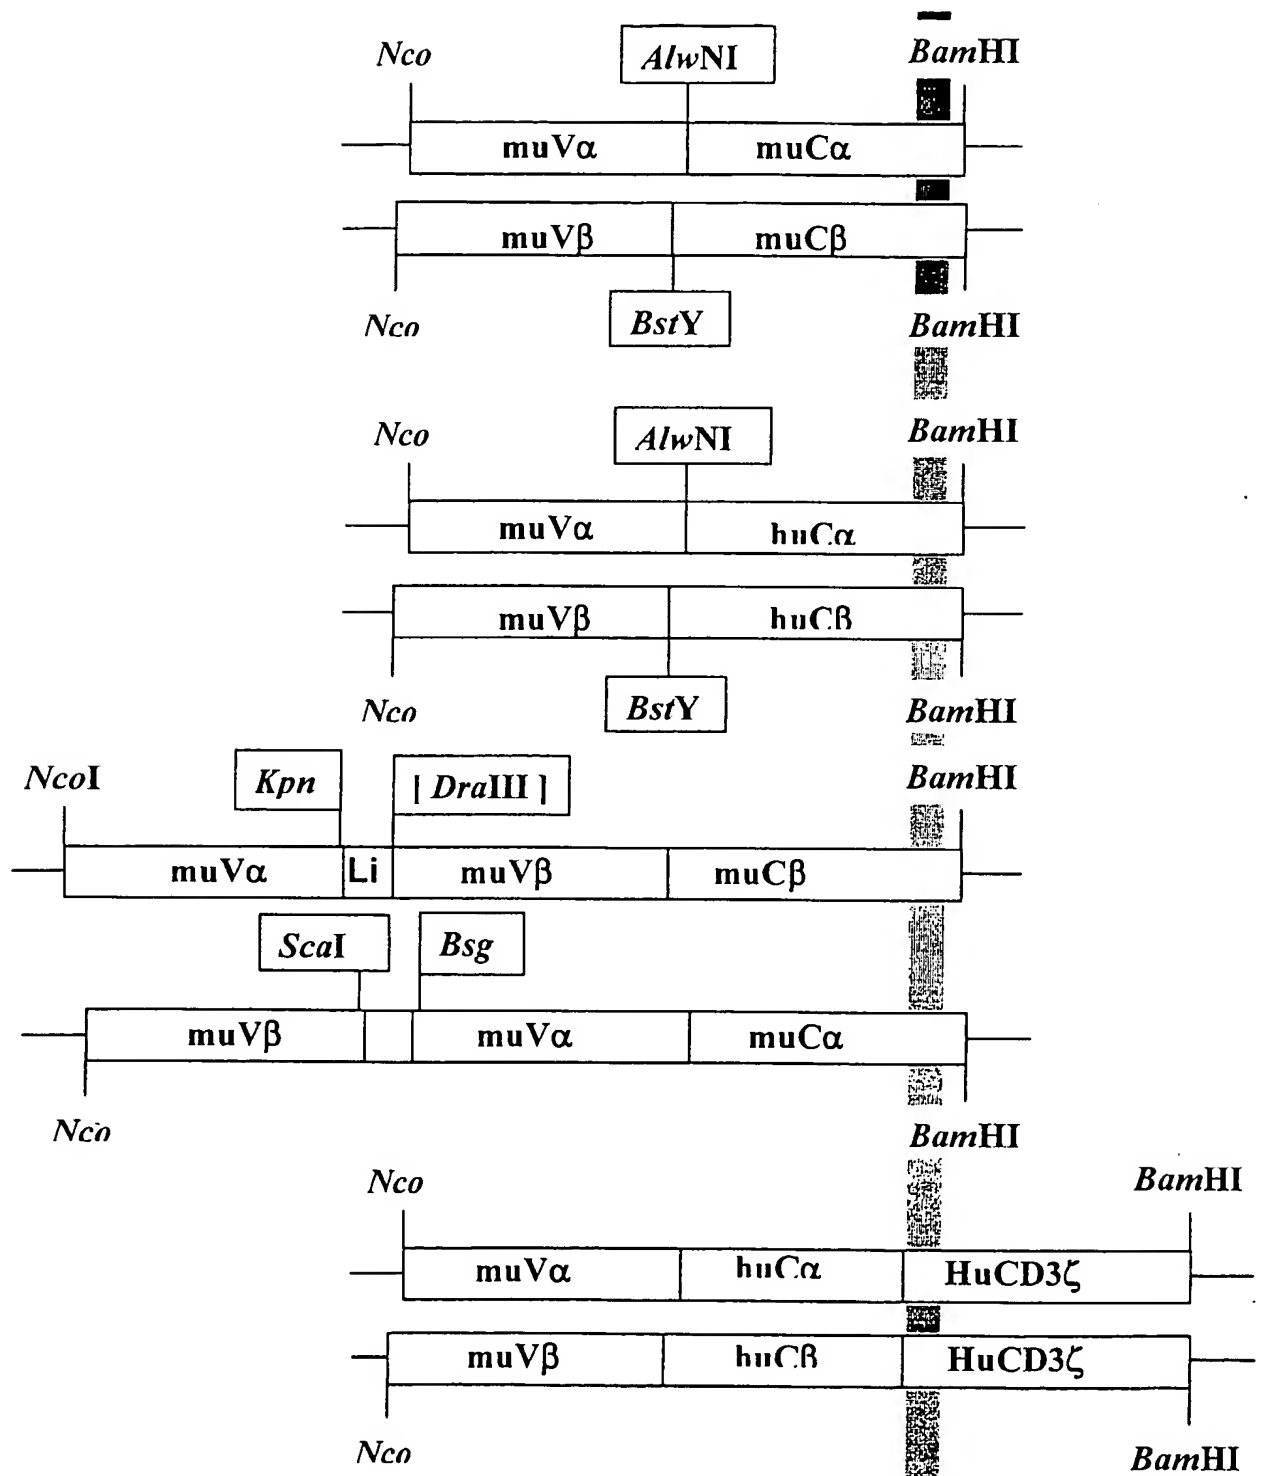 Nco AlwNI BamHI
muVα muCα
muVβ muCβ
Nco BstY BamHI
Nco AlwNI BamHI
muVα huCα
muVβ huCβ
Nco BstY BamHI
NcoI Kpn [ DraIII ] BamHI
muVα Li muVβ muCβ
ScaI Bsg
muVβ muVα muCα
Nco BamHI
Nco BamHI
muVα huCα HuCD3ζ
muVβ huCβ HuCD3ζ
Nco BamHI